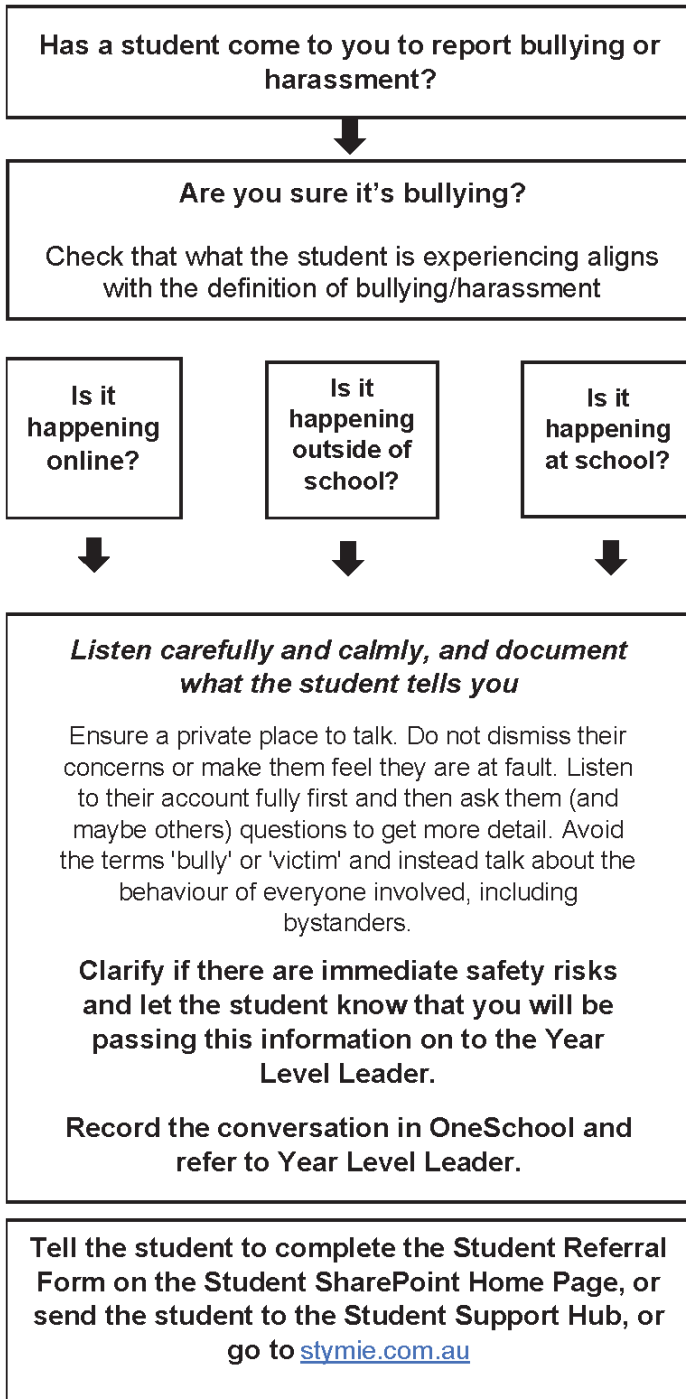 Has a student come to you to report bullying or
harassment?
Are you sure it's bullying?
Check that what the student is experiencing aligns
with the definition of bullying/harassment
Is it
happening
online?
Is it
happening
outside of
school?
Is it
happening
at school?
Listen carefully and calmly, and document
what the student tells you
Ensure a private place to talk. Do not dismiss their
concerns or make them feel they are at fault. Listen
to their account fully first and then ask them (and
maybe others) questions to get more detail. Avoid
the terms 'bully' or 'victim' and instead talk about the
behaviour of everyone involved, including
bystanders.
Clarify if there are immediate safety risks
and let the student know that you will be
passing this information on to the Year
Level Leader.
Record the conversation in OneSchool and
refer to Year Level Leader.
Tell the student to complete the Student Referral
Form on the Student SharePoint Home Page, or
send the student to the Student Support Hub, or
go to stymie.com.au